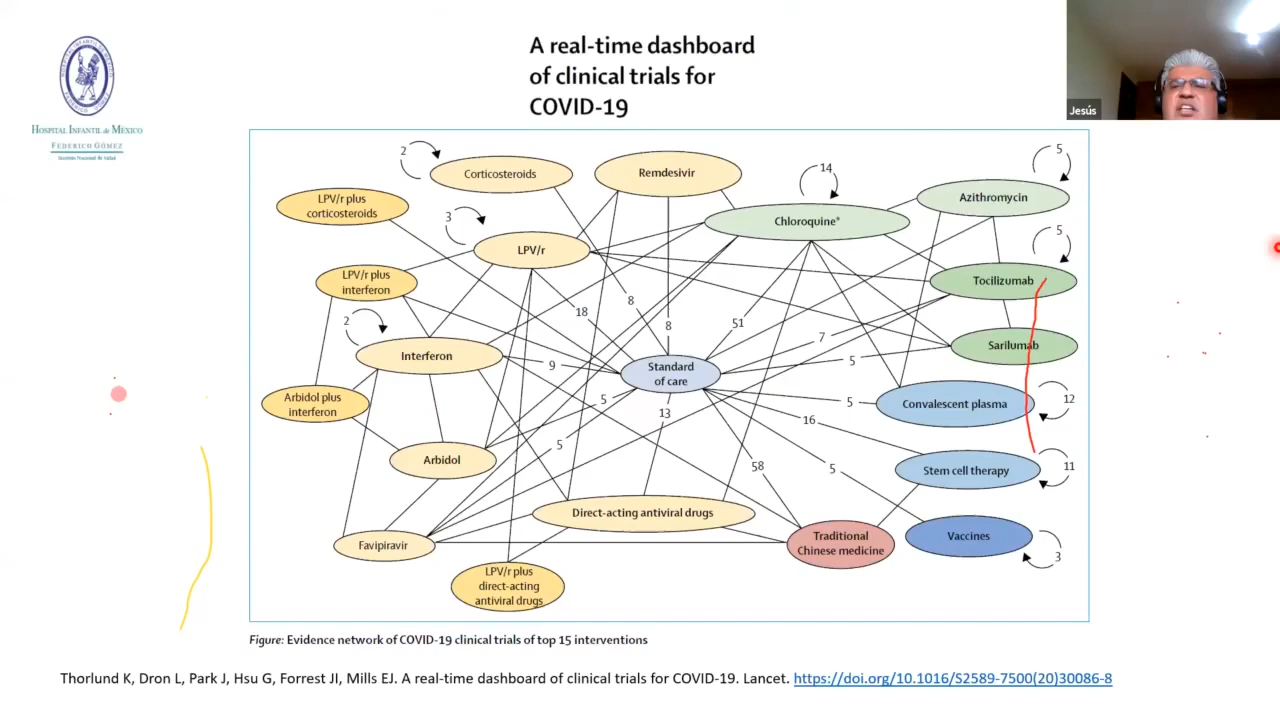 A real-time dashboard
of clinical trials for
COVID-19
HOSPITAL INFANTIL de MÉXICO
FEDERICO GÓMEZ
Instituto Nacional de Salud
Jesús
2
Corticosteroids
Remdesivir
14
Chloroquine*
5
Azithromycin
LPV/r plus
corticosteroids
3
LPV/r
5
Tocilizumab
LPV/r plus
interferon
8
18
8
51
2
Interferon
7
Sarilumab
9
Standard
of care
5
Arbidol plus
interferon
5
13
5
Convalescent plasma
12
16
5
Arbidol
58
5
Stem cell therapy
11
Direct-acting antiviral drugs
Favipiravir
Traditional
Chinese medicine
Vaccines
3
LPV/r plus
direct-acting
antiviral drugs
Figure: Evidence network of COVID-19 clinical trials of top 15 interventions
Thorlund K, Dron L, Park J, Hsu G, Forrest JI, Mills EJ. A real-time dashboard of clinical trials for COVID-19. Lancet. https://doi.org/10.1016/S2589-7500(20)30086-8